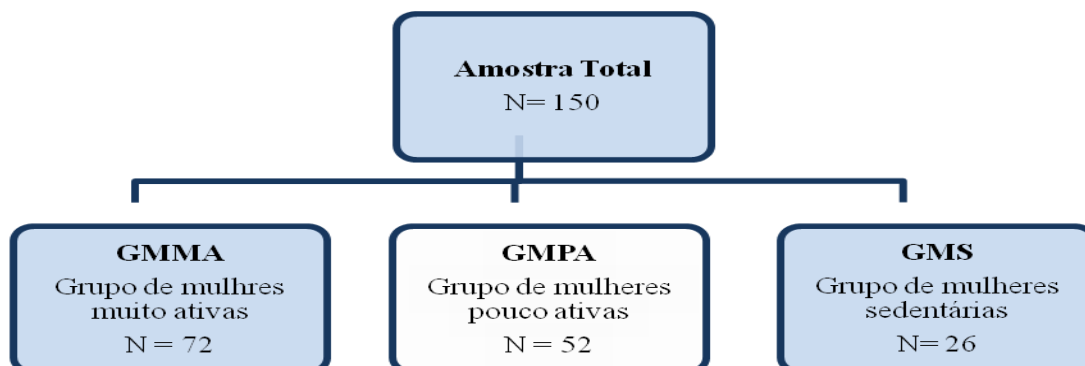 Amostra Total
N= 150
GMMA
Grupo de mulhres
muito ativas
N = 72
GMPA
Grupo de mulheres
pouco ativas
N = 52
GMS
Grupo de mulheres
sedentárias
N= 26